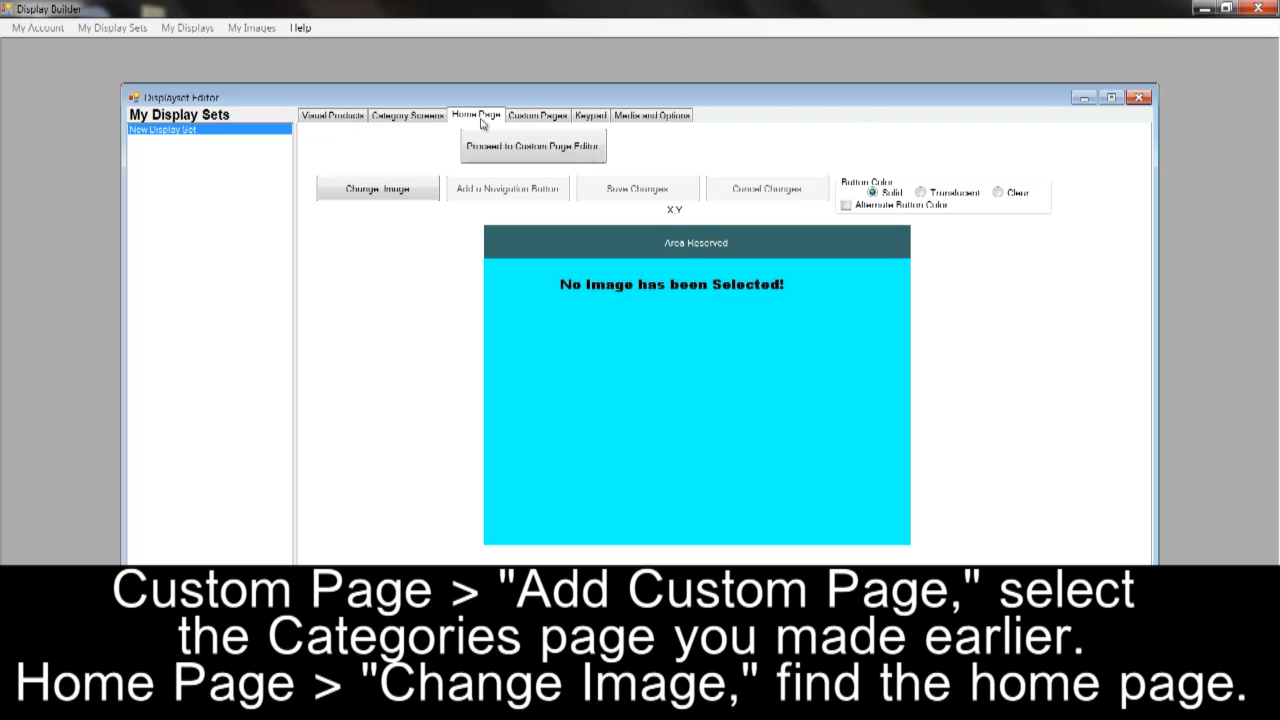 Display Builder
My Account My Display Sets My Displays My Images Help
Displayset Editor
My Display Sets
New Display Set
Visual Products Category Screens Home Page Custom Pages Keypad Media and Options
Proceed to Custom Page Editor
Change Image Add a Navigation Button Save Changes Cancel Changes
Button Color
Solid Translucent Clear
Alternate Button Color
X,Y
Area Reserved
No Image has been Selected!
Custom Page > "Add Custom Page," select
the Categories page you made earlier.
Home Page > "Change Image," find the home page.